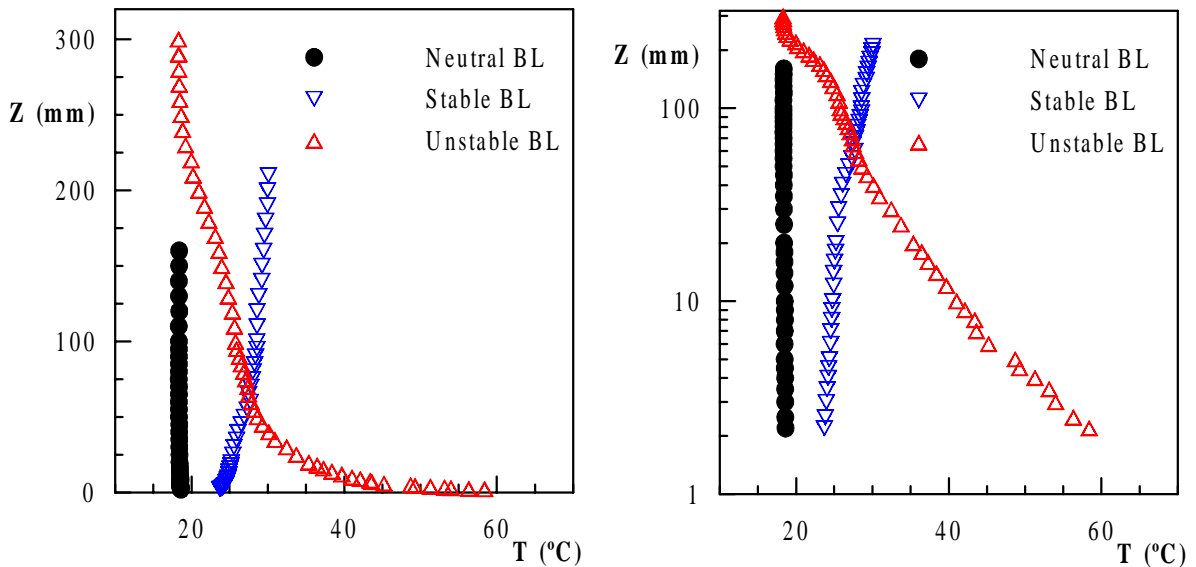 300
Z (mm)
200
100
0
20
40
60
T (ºC)
Neutral BL
Stable BL
Unstable BL
Z (mm)
100
10
1
20
40
60
T (ºC)
Neutral BL
Stable BL
Unstable BL